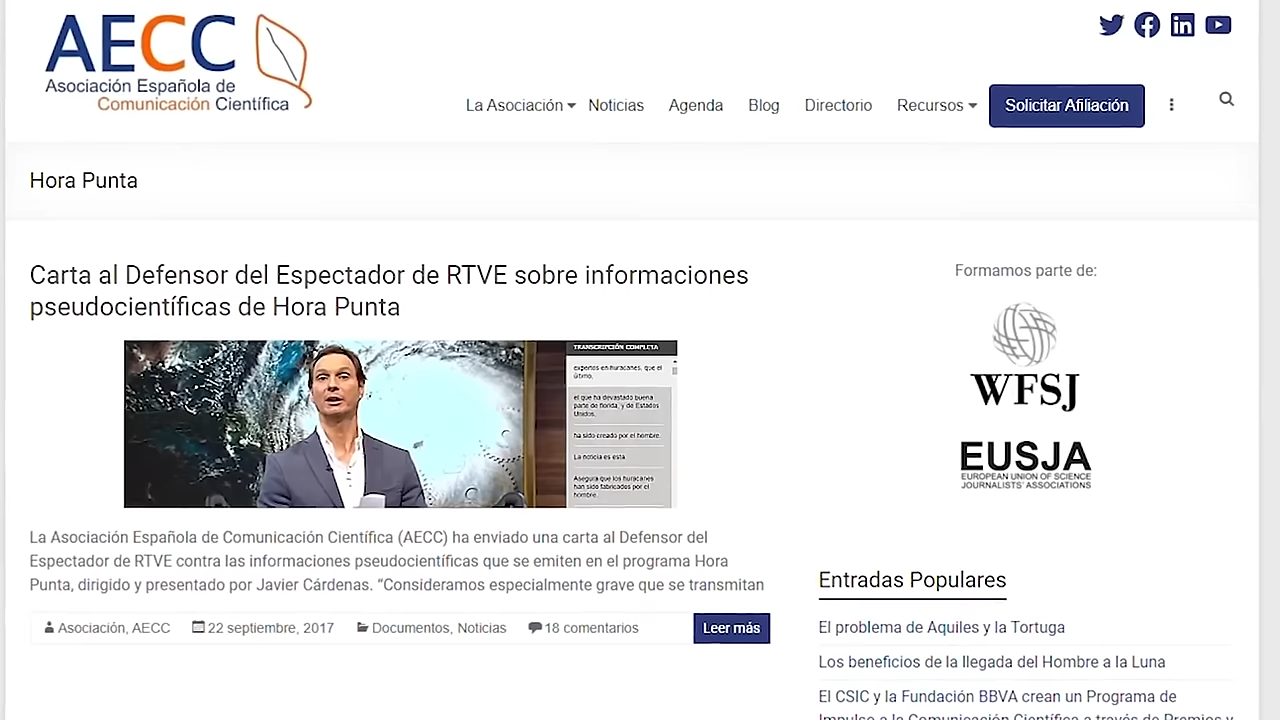 AECC
Asociación Española de
Comunicación Científica
La Asociación
Noticias
Agenda
Blog
Directorio
Recursos
Solicitar Afiliación
Hora Punta
Carta al Defensor del Espectador de RTVE sobre informaciones
pseudocientíficas de Hora Punta
TRANSCRIPCIÓN COMPLETA
expertos en huracanes, que el
último,
el que ha devastado buena
parte de florida, y de Estados
Unidos,
ha sido creado por el hombre.
La noticia es esta.
Asegura que los huracanes
han sido fabricados por el
hombre.
La Asociación Española de Comunicación Científica (AECC) ha enviado una carta al Defensor del
Espectador de RTVE contra las informaciones pseudocientíficas que se emiten en el programa Hora
Punta, dirigido y presentado por Javier Cárdenas. “Consideramos especialmente grave que se transmitan
Asociación, AECC
22 septiembre, 2017
Documentos, Noticias
18 comentarios
Leer más
Formamos parte de:
WFSJ
EUSJA
EUROPEAN UNION OF SCIENCE
JOURNALISTS' ASSOCIATIONS
Entradas Populares
El problema de Aquiles y la Tortuga
Los beneficios de la llegada del Hombre a la Luna
El CSIC y la Fundación BBVA crean un Programa de
Impulso a la Comunicación Científica a través de Premios y